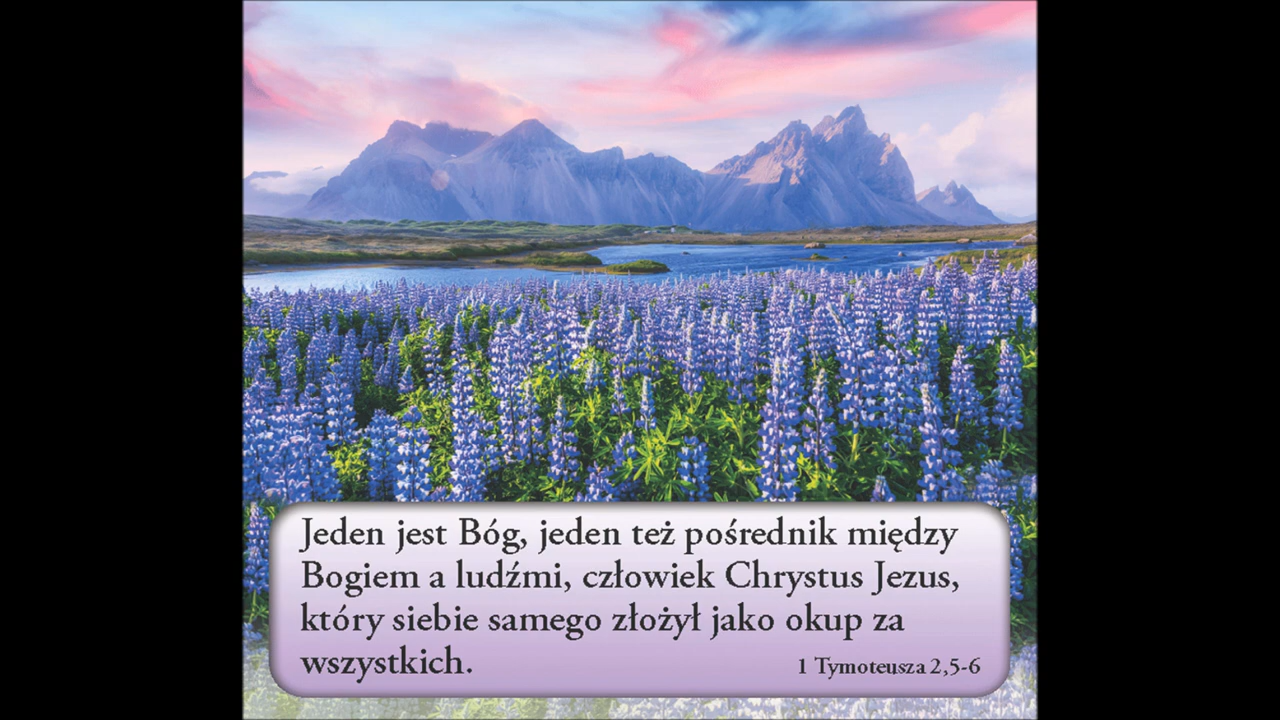 Jeden jest Bóg, jeden też pośrednik między
Bogiem a ludźmi, człowiek Chrystus Jezus,
który siebie samego złożył jako okup za
wszystkich.
1 Tymoteusza 2,5-6